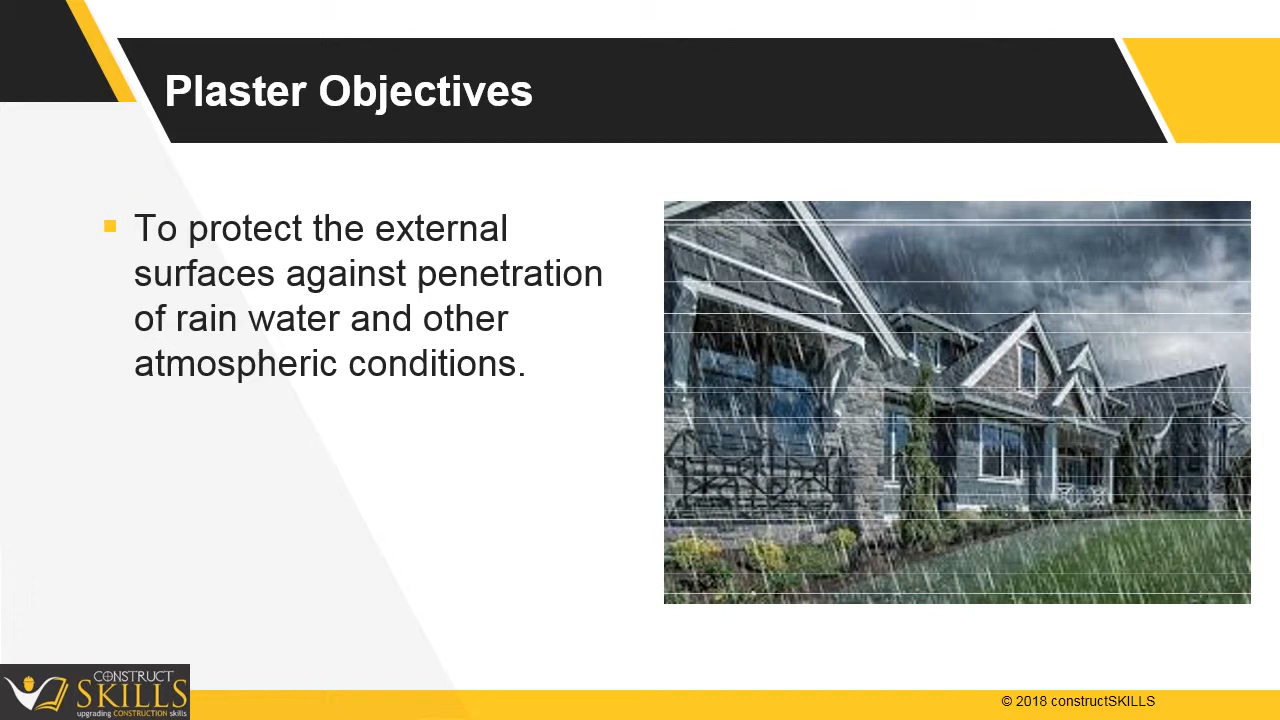 Plaster Objectives
To protect the external
surfaces against penetration
of rain water and other
atmospheric conditions.
CONSTRUCT
SKILLS
upgrading CONSTRUCTION skills
© 2018 constructSKILLS